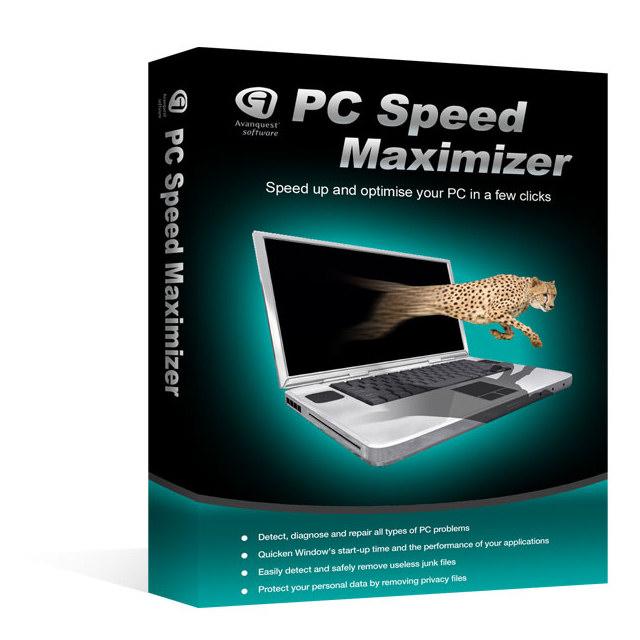 Avanquest
software
PC Speed Maximizer
Avanquest
software
PC Speed
Maximizer
Speed up and optimise your PC in a few clicks
Detect, diagnose and repair all types of PC problems
Quicken Window's start-up time and the performance of your applications
Easily detect and safely remove useless junk files
Protect your personal data by removing privacy files